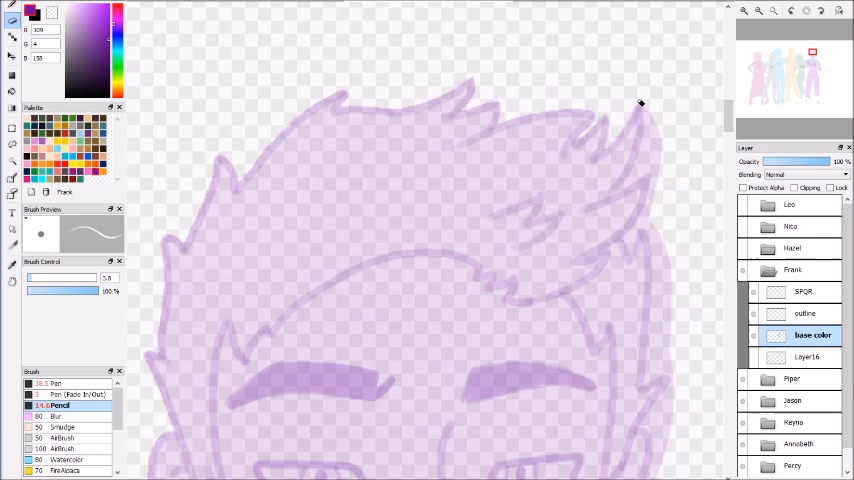 R: 109
G: 4
B: 158
Palette
Frank
Brush Preview
Brush Control
3.8
100 %
Brush
38.5 Pen
3 Pen (Fade In/Out)
14.6 Pencil
80 Blur
50 Smudge
50 AirBrush
100 AirBrush
80 Watercolor
70 FireAlpaca
Layer
Opacity 100 %
Blending Normal
Protect Alpha Clipping Lock
Leo
Nico
Hazel
Frank
SPQR
outline
base color
Layer16
Piper
Jason
Reyna
Annabeth
Percy